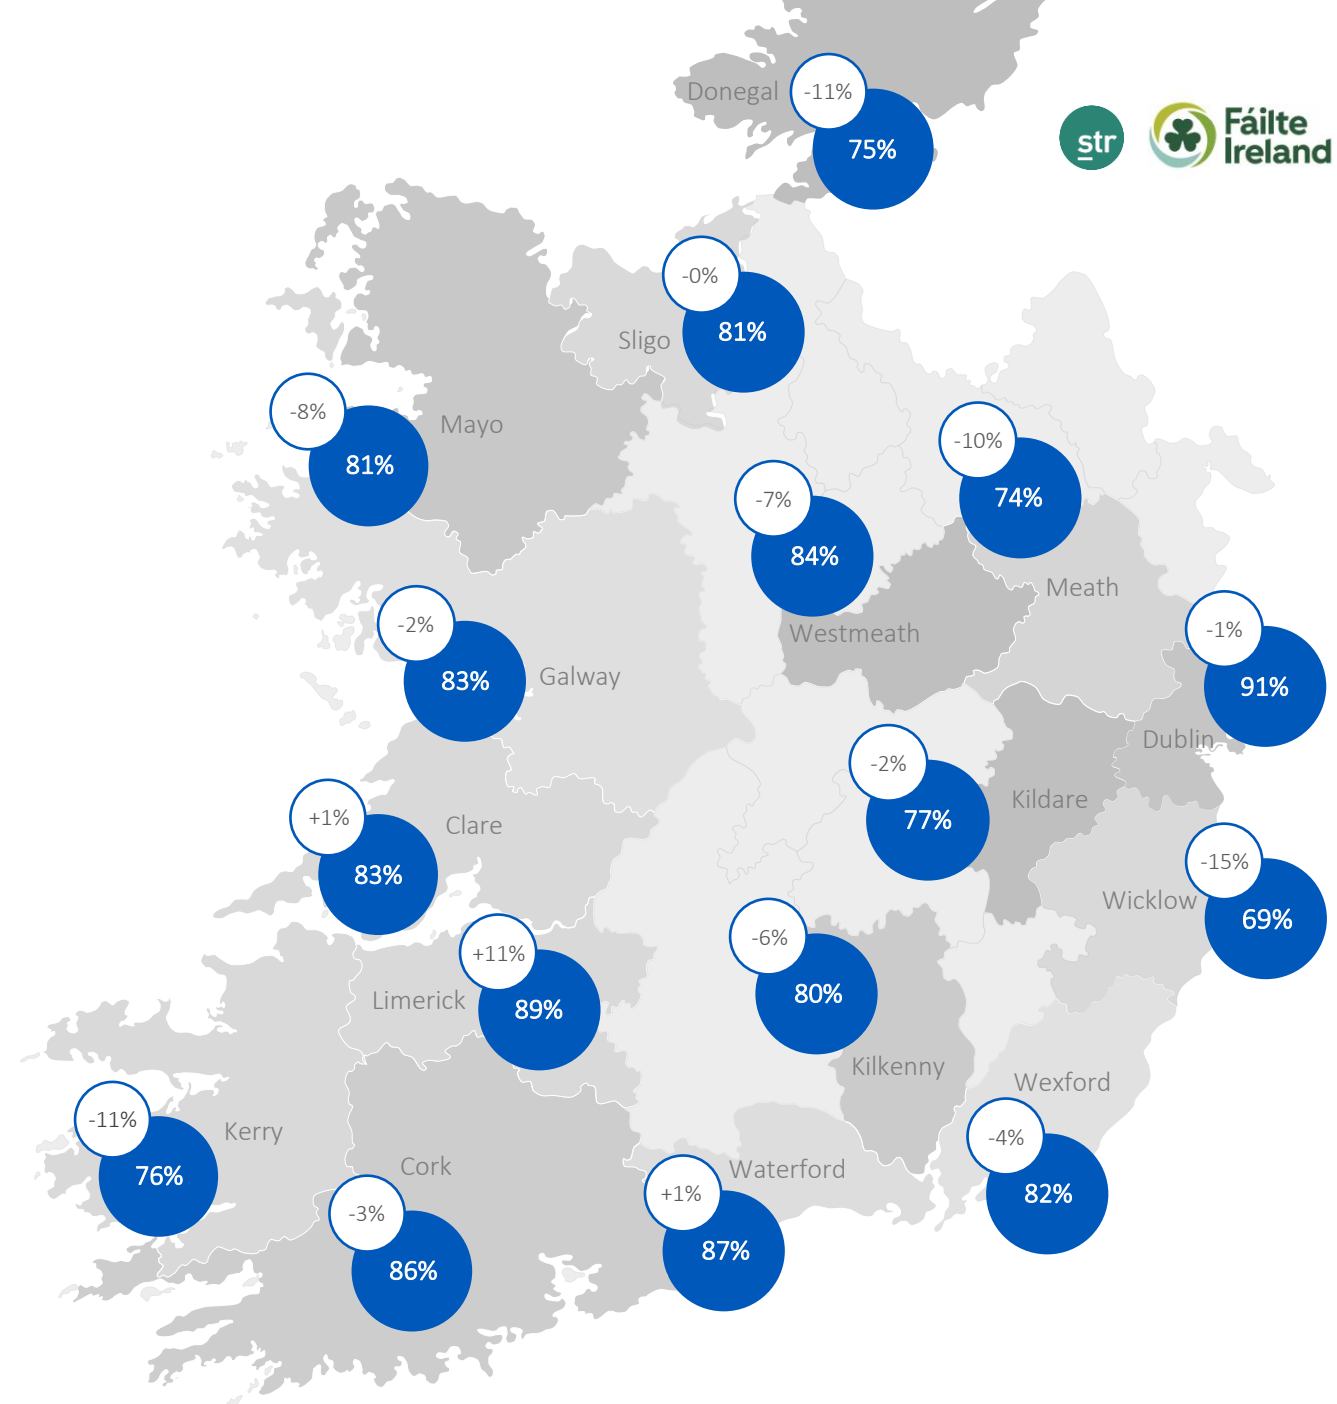 Donegal
-11%
75%
str
Fáilte
Ireland
-0%
81%
Sligo
-8%
81%
Mayo
-10%
74%
Meath
-7%
84%
Westmeath
-2%
83%
Galway
-1%
91%
Dublin
-2%
77%
Kildare
+1%
83%
Clare
-15%
69%
Wicklow
+11%
89%
Limerick
-6%
80%
Kilkenny
Wexford
-4%
82%
-11%
76%
Kerry
Cork
-3%
86%
Waterford
+1%
87%